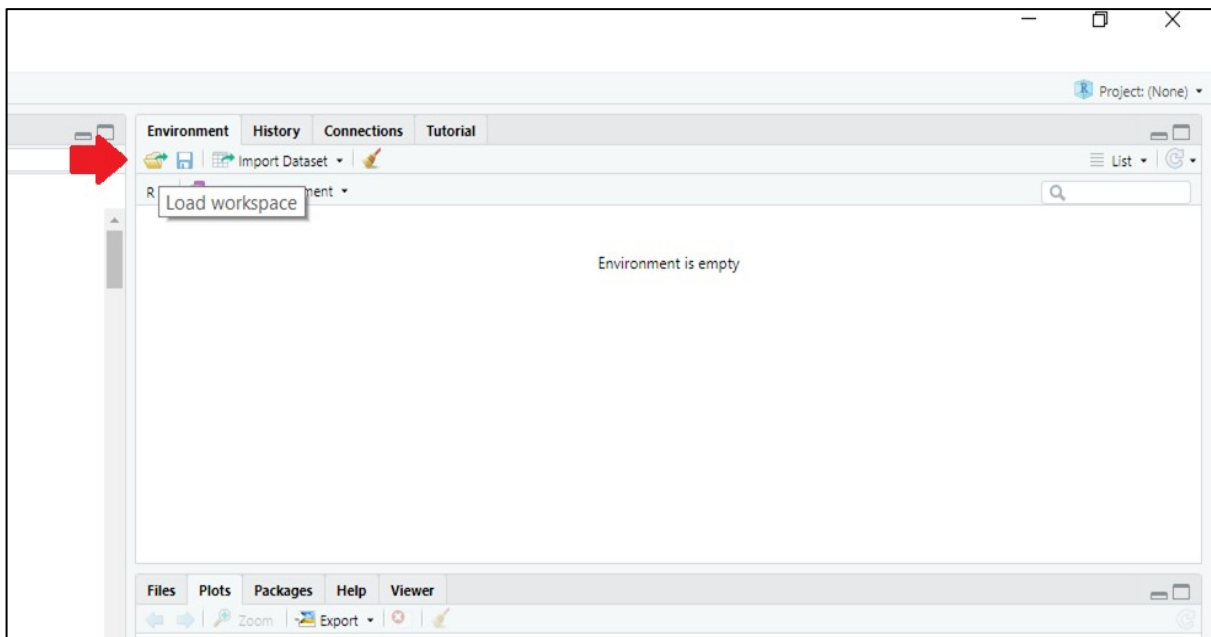 Project: (None)
Environment History Connections Tutorial
Import Dataset
List
R
Load workspace
Environment is empty
Files Plots Packages Help Viewer
Zoom Export